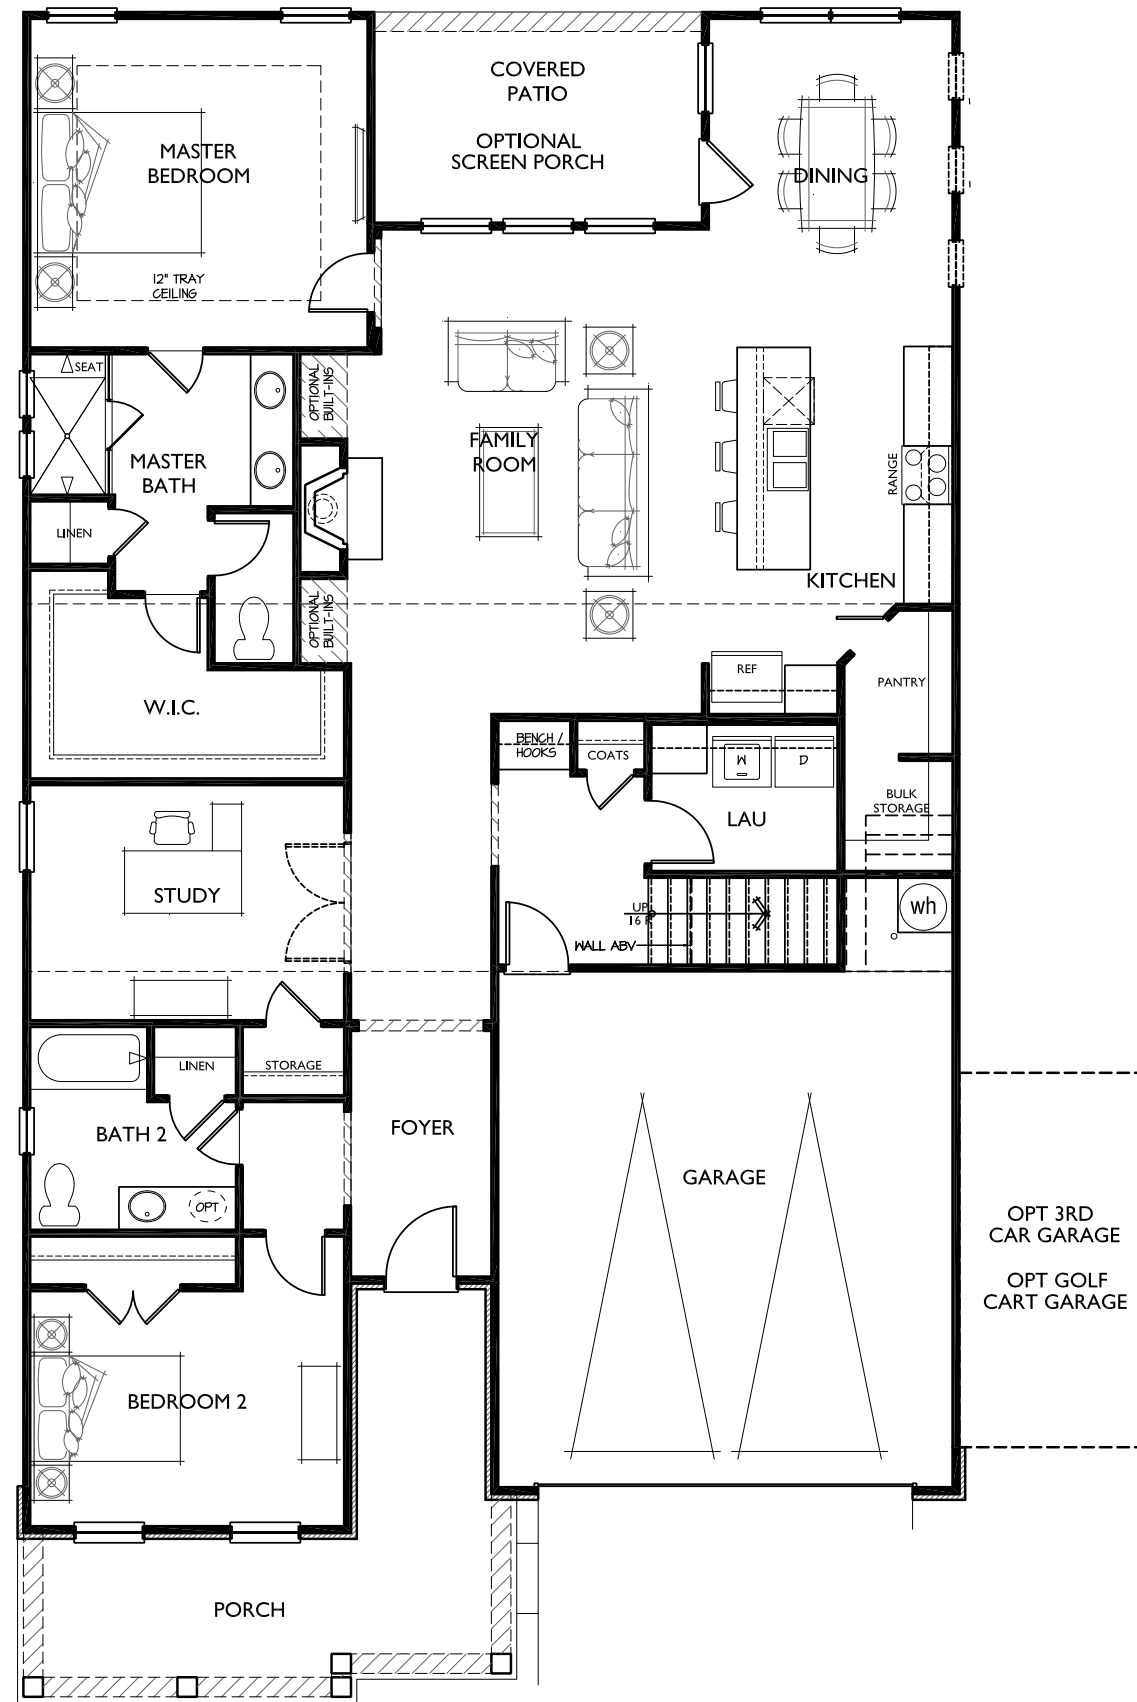 COVERED
PATIO
OPTIONAL
SCREEN PORCH
MASTER
BEDROOM
DINING
12" TRAY
CEILING
SEAT
OPTIONAL
BUILT-INS
FAMILY
ROOM
MASTER
BATH
RANGE
LINEN
KITCHEN
OPTIONAL
BUILT-INS
REF
PANTRY
W.I.C.
BENCH /
HOOKS
COATS
W
D
BULK
STORAGE
LAU
STUDY
UP
wh
WALL ABV
LINEN
STORAGE
BATH 2
FOYER
GARAGE
OPT
OPT 3RD
CAR GARAGE
OPT GOLF
CART GARAGE
BEDROOM 2
PORCH